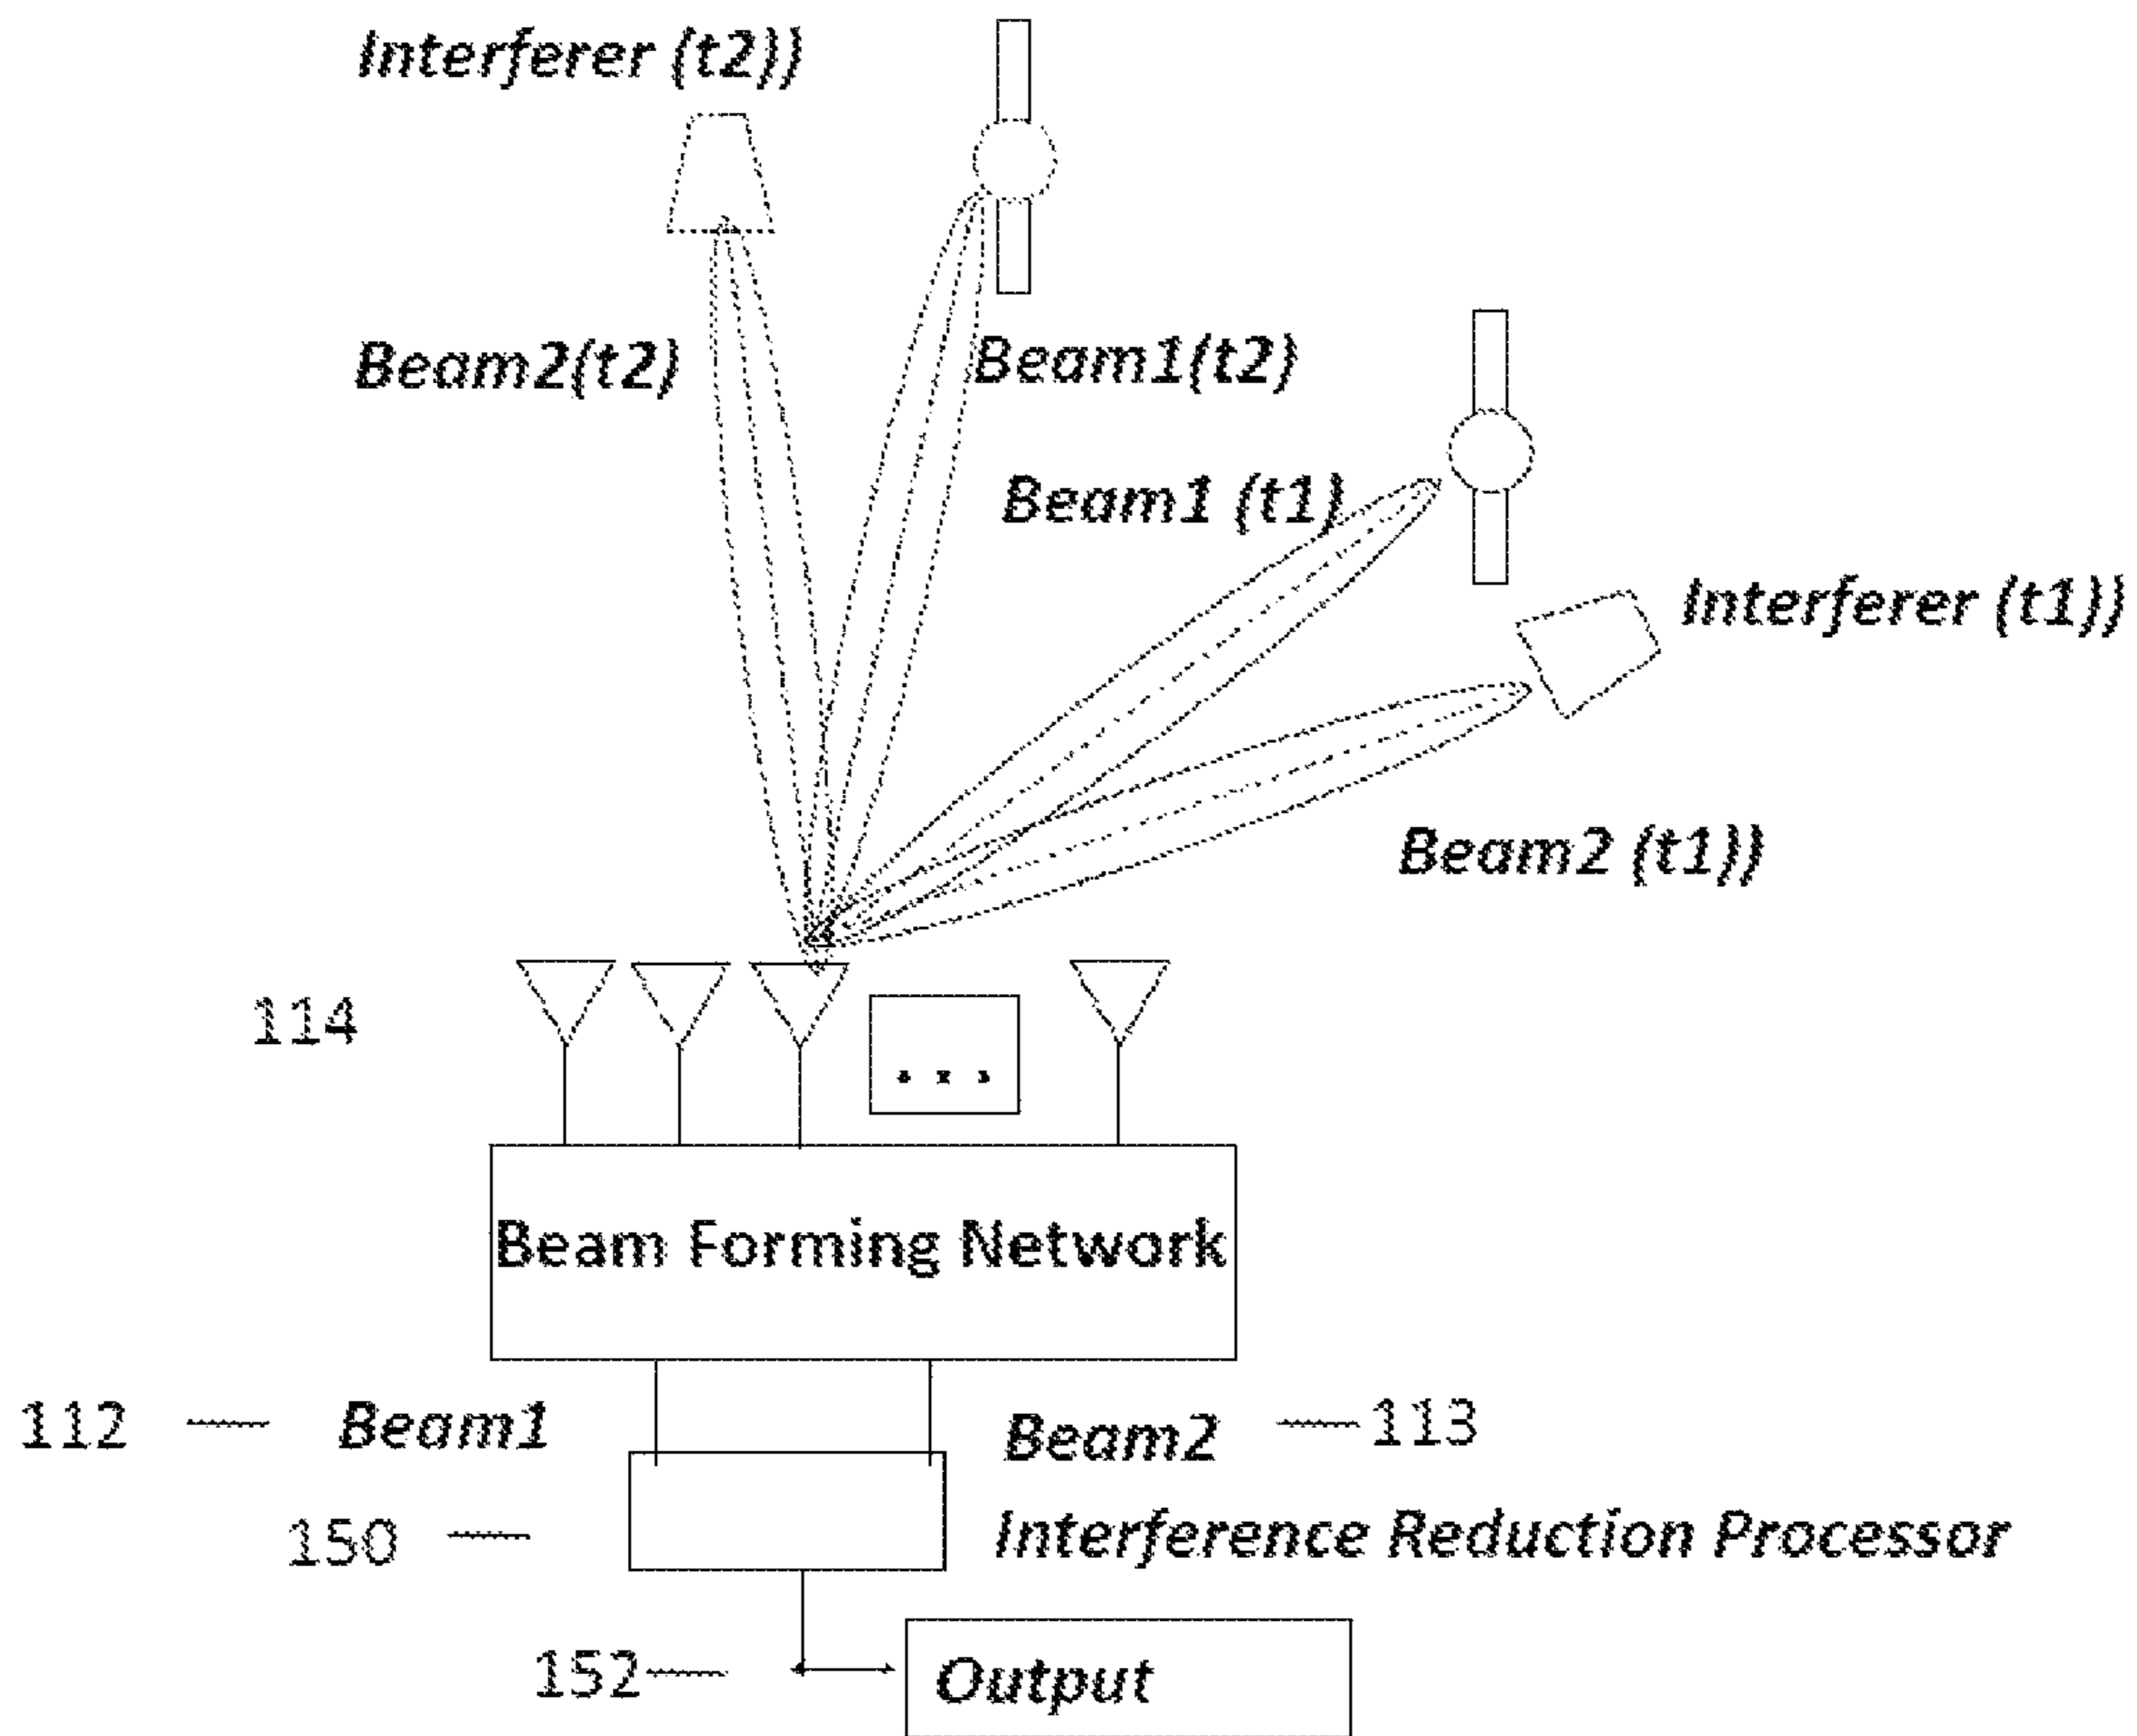 Interferer (t2))
Beam2(t2)
Beam1(t2)
Beam1 (t1)
Interferer (t1))
Beam2 (t1))
114
...
Beam Forming Network
112 Beam1
Beam2 113
150 Interference Reduction Processor
152 Output